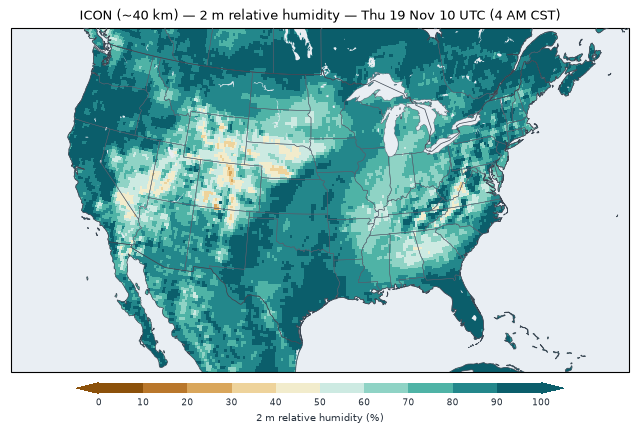 ICON (~40 km) — 2 m relative humidity — Thu 19 Nov 10 UTC (4 AM CST)
0 10 20 30 40 50 60 70 80 90 100
2 m relative humidity (%)